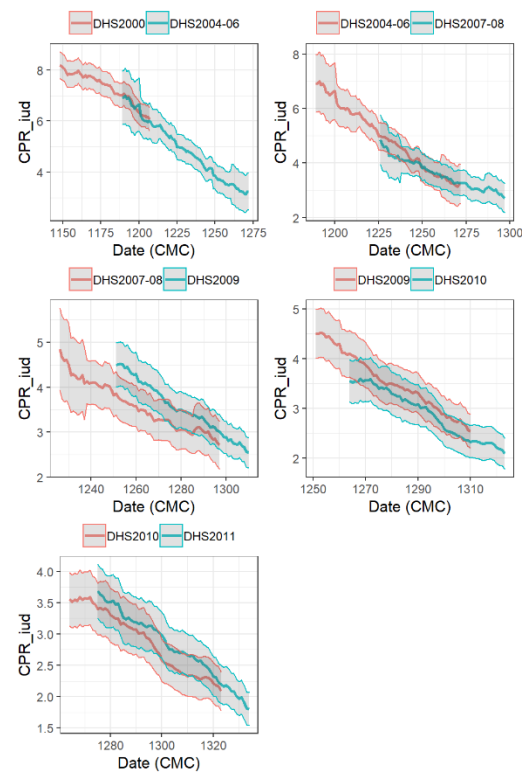 DHS2000 DHS2004-06
CPR_iud
8
6
4
1150 1175 1200 1225 1250 1275
Date (CMC)
DHS2004-06 DHS2007-08
CPR_iud
8
6
4
2
1200 1225 1250 1275 1300
Date (CMC)
DHS2007-08 DHS2009
CPR_iud
5
4
3
2
1240 1260 1280 1300
Date (CMC)
DHS2009 DHS2010
CPR_iud
5
4
3
2
1250 1270 1290 1310
Date (CMC)
DHS2010 DHS2011
CPR_iud
4.0
3.5
3.0
2.5
2.0
1.5
1280 1300 1320
Date (CMC)